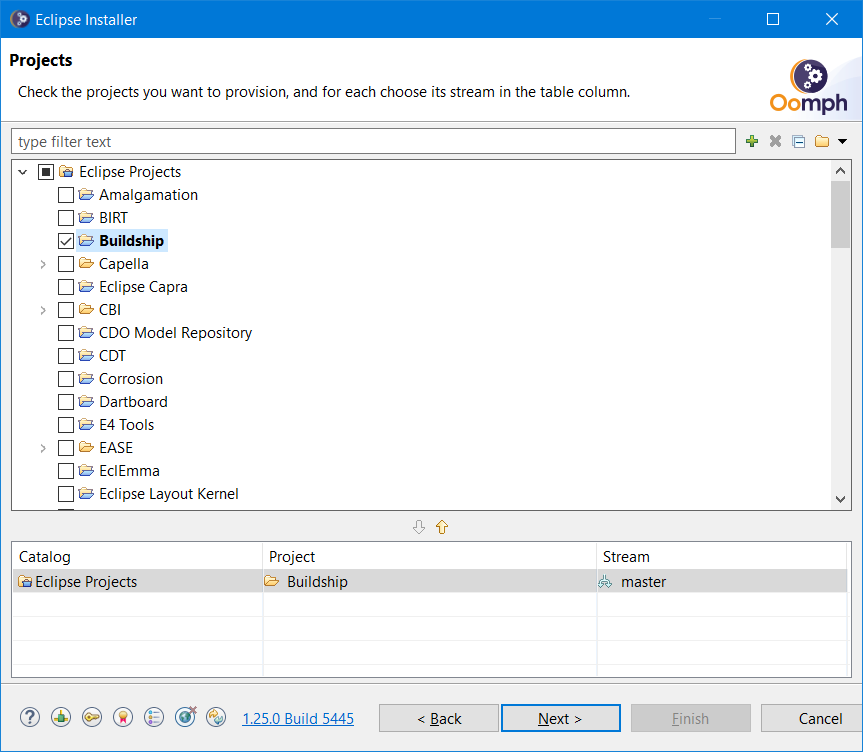 Eclipse Installer
Projects
Check the projects you want to provision, and for each choose its stream in the table column.
Oomph
type filter text
Eclipse Projects
Amalgamation
BIRT
Buildship
Capella
Eclipse Capra
CBI
CDO Model Repository
CDT
Corrosion
Dartboard
E4 Tools
EASE
EclEmma
Eclipse Layout Kernel
Catalog Project Stream
Eclipse Projects Buildship master
1.25.0 Build 5445 < Back Next > Finish Cancel